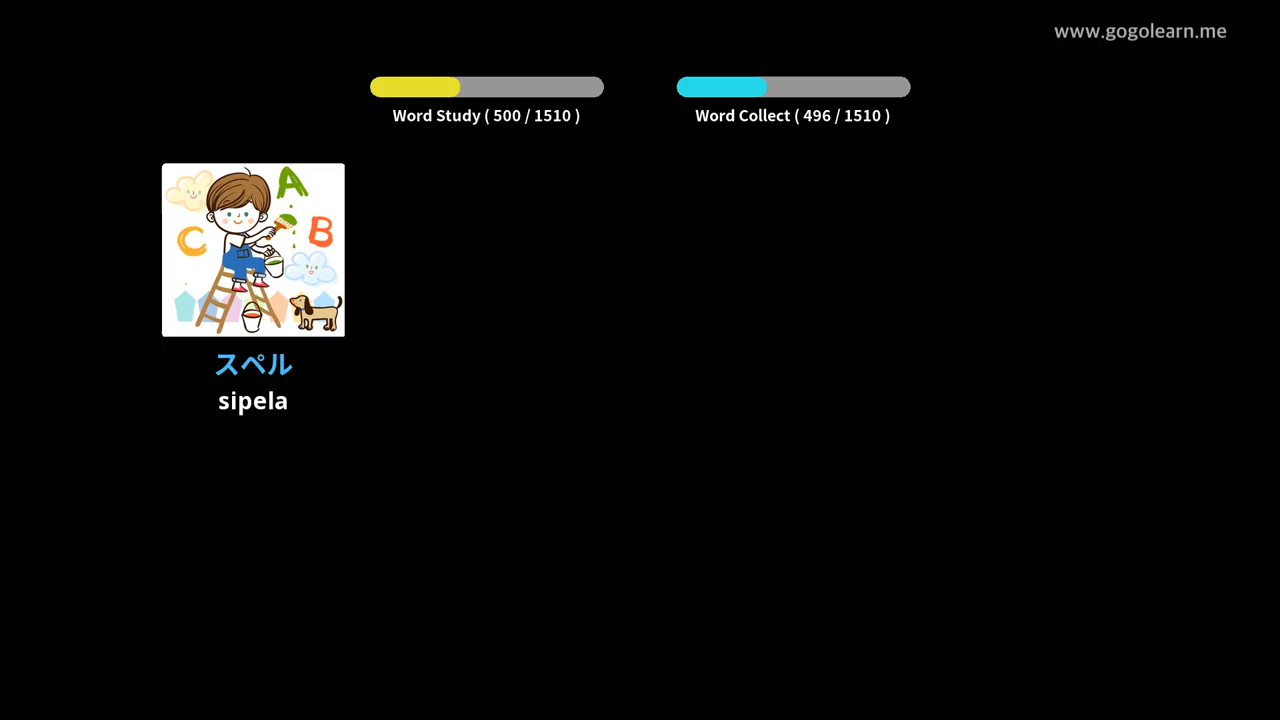 www.gogolearn.me
Word Study ( 500 / 1510 )
Word Collect ( 496 / 1510 )
A
B
C
スペル
sipela